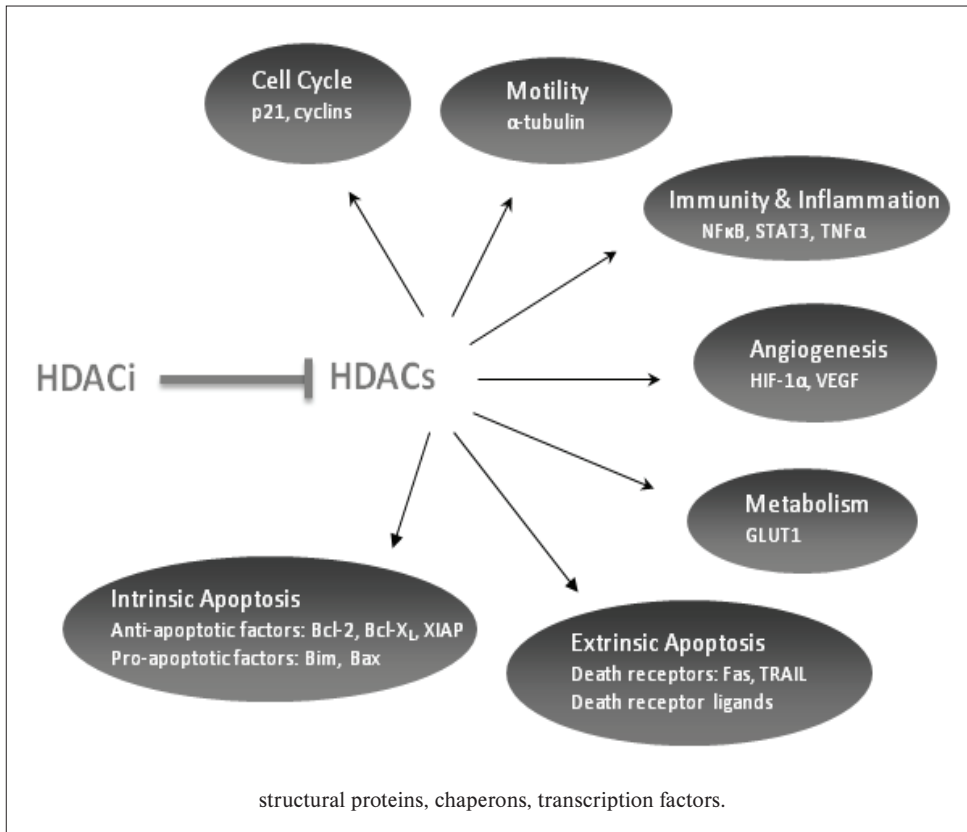 Cell Cycle
p21, cyclins
Motility
α-tubulin
Immunity & Inflammation
NFκB, STAT3, TNFα
Angiogenesis
HIF-1α, VEGF
HDACi
HDACs
Metabolism
GLUT1
Intrinsic Apoptosis
Anti-apoptotic factors: Bcl-2, Bcl-XL, XIAP
Pro-apoptotic factors: Bim, Bax
Extrinsic Apoptosis
Death receptors: Fas, TRAIL
Death receptor ligands
structural proteins, chaperons, transcription factors.